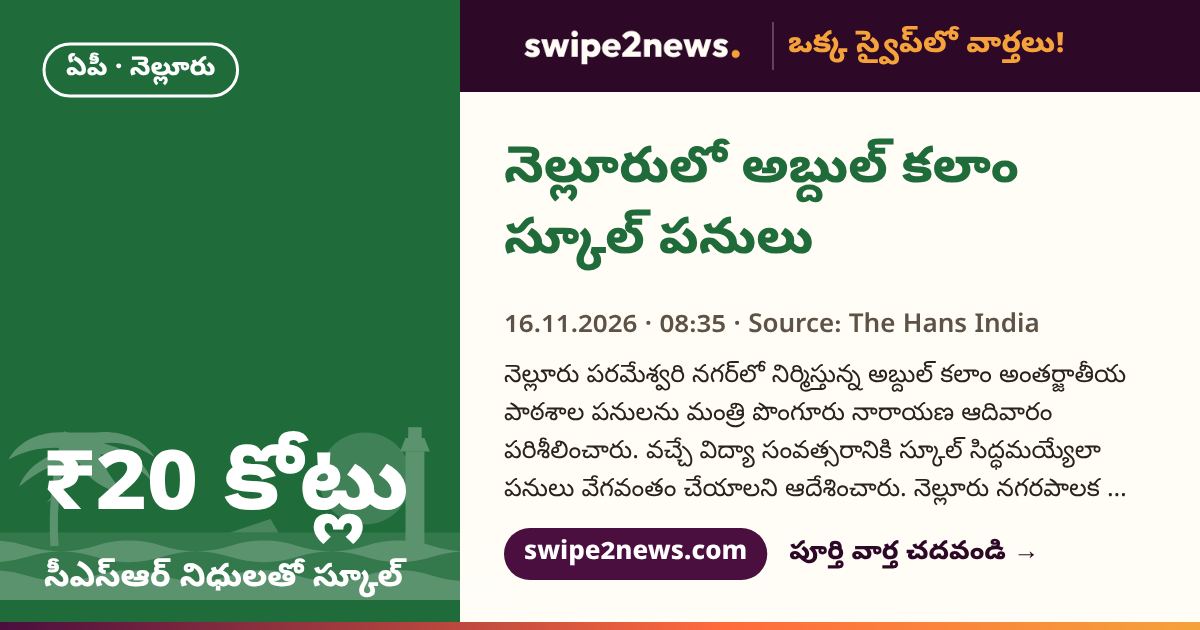 ఏపీ · నెల్లూరు
₹20 కోట్లు
సీఎస్ఆర్ నిధులతో స్కూల్
swipe2news.
ఒక్క స్వైప్‌లో వార్తలు!
నెల్లూరులో అబ్దుల్ కలాం
స్కూల్ పనులు
16.11.2026 · 08:35 · Source: The Hans India
నెల్లూరు పరమేశ్వరి నగర్‌లో నిర్మిస్తున్న అబ్దుల్ కలాం అంతర్జాతీయ
పాఠశాల పనులను మంత్రి పొంగూరు నారాయణ ఆదివారం
పరిశీలించారు. వచ్చే విద్యా సంవత్సరానికి స్కూల్ సిద్ధమయ్యేలా
పనులు వేగవంతం చేయాలని ఆదేశించారు. నెల్లూరు నగరపాలక ...
swipe2news.com
పూర్తి వార్త చదవండి →